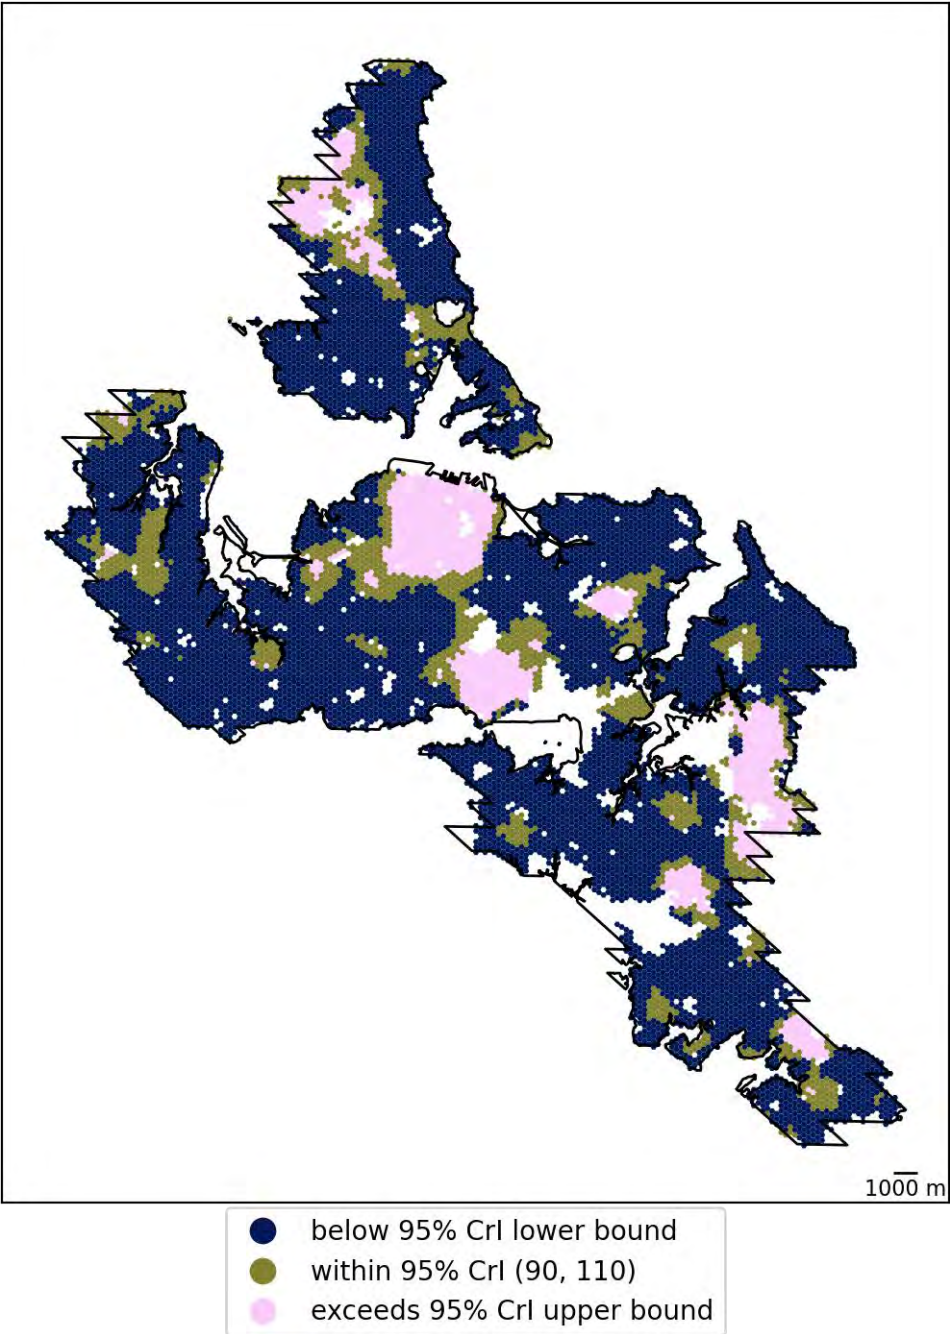 1000 m
below 95% CrI lower bound
within 95% CrI (90, 110)
exceeds 95% CrI upper bound